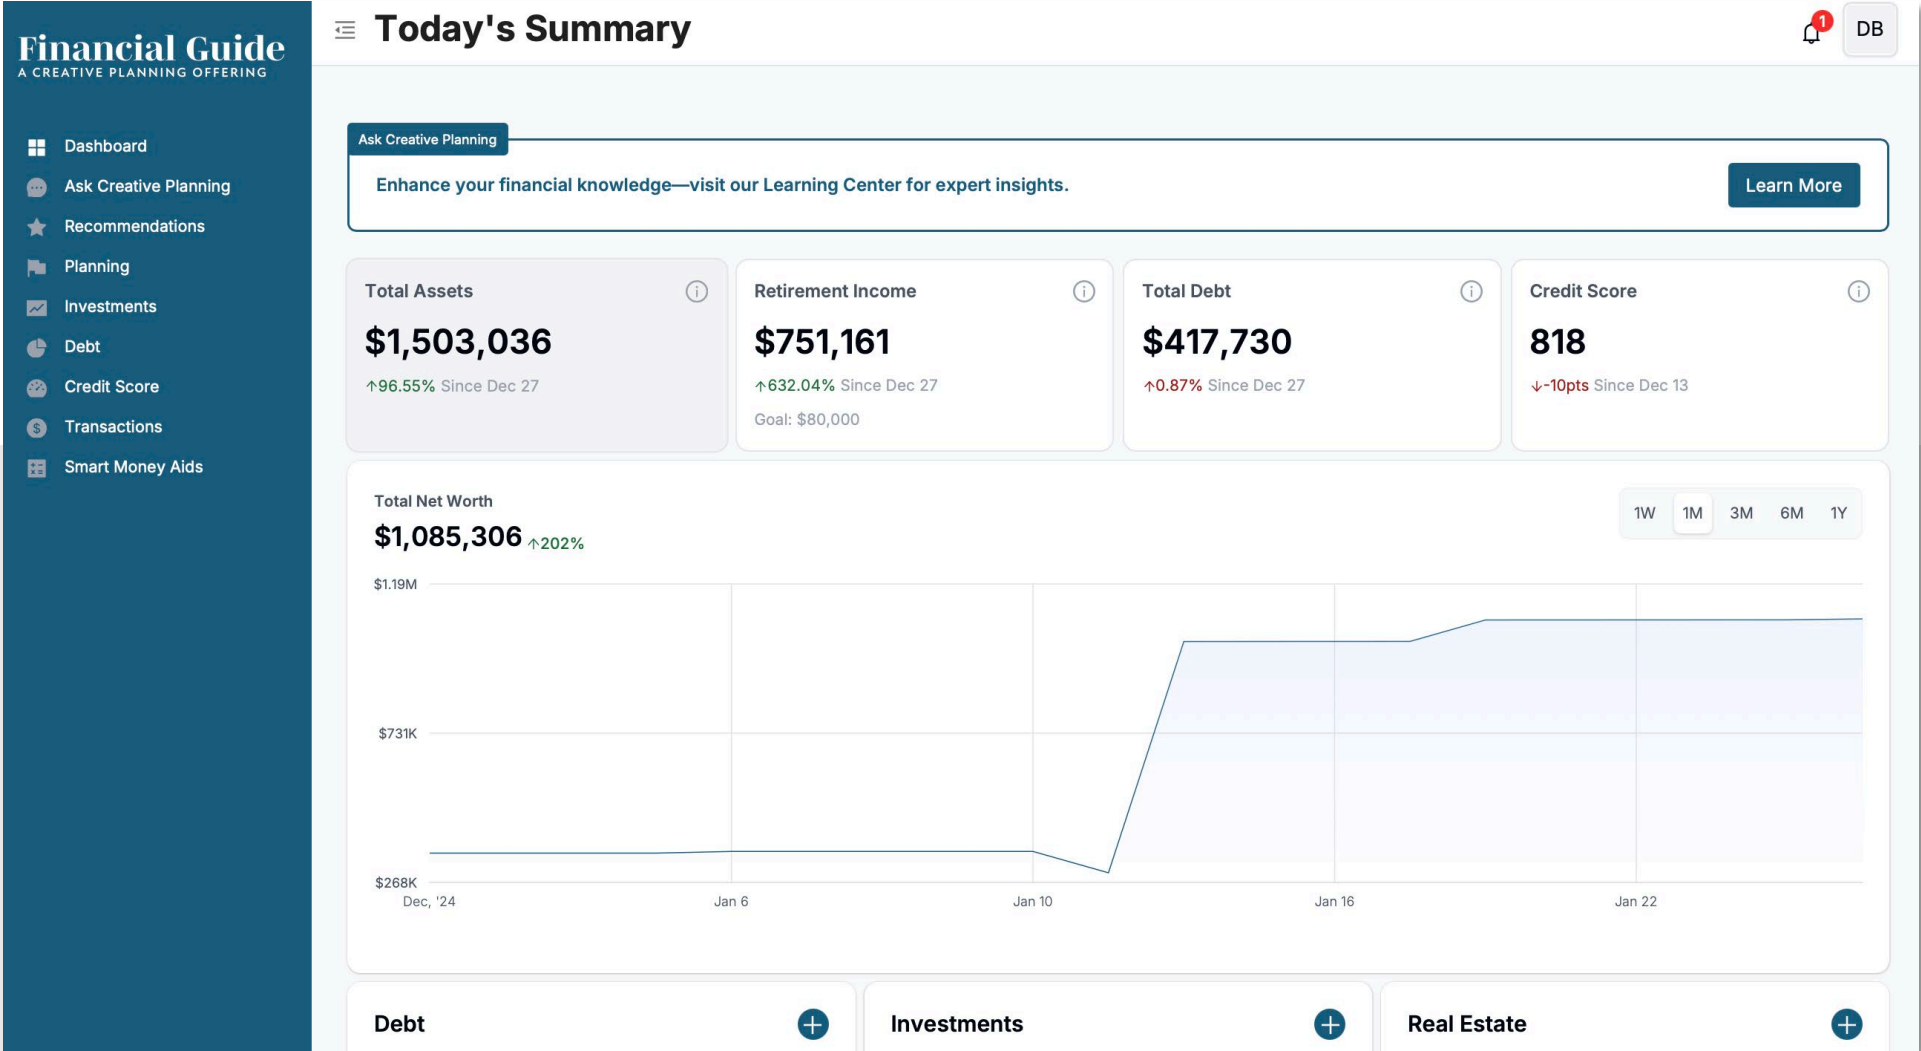 Financial Guide
A CREATIVE PLANNING OFFERING
Dashboard
Ask Creative Planning
Recommendations
Planning
Investments
Debt
Credit Score
Transactions
Smart Money Aids
Today's Summary
1
DB
Ask Creative Planning
Enhance your financial knowledge—visit our Learning Center for expert insights.
Learn More
Total Assets
$1,503,036
↑96.55% Since Dec 27
Retirement Income
$751,161
↑632.04% Since Dec 27
Goal: $80,000
Total Debt
$417,730
↑0.87% Since Dec 27
Credit Score
818
↓-10pts Since Dec 13
Total Net Worth
$1,085,306 ↑202%
1W 1M 3M 6M 1Y
$1.19M
$731K
$268K
Dec, '24 Jan 6 Jan 10 Jan 16 Jan 22
Debt
Investments
Real Estate